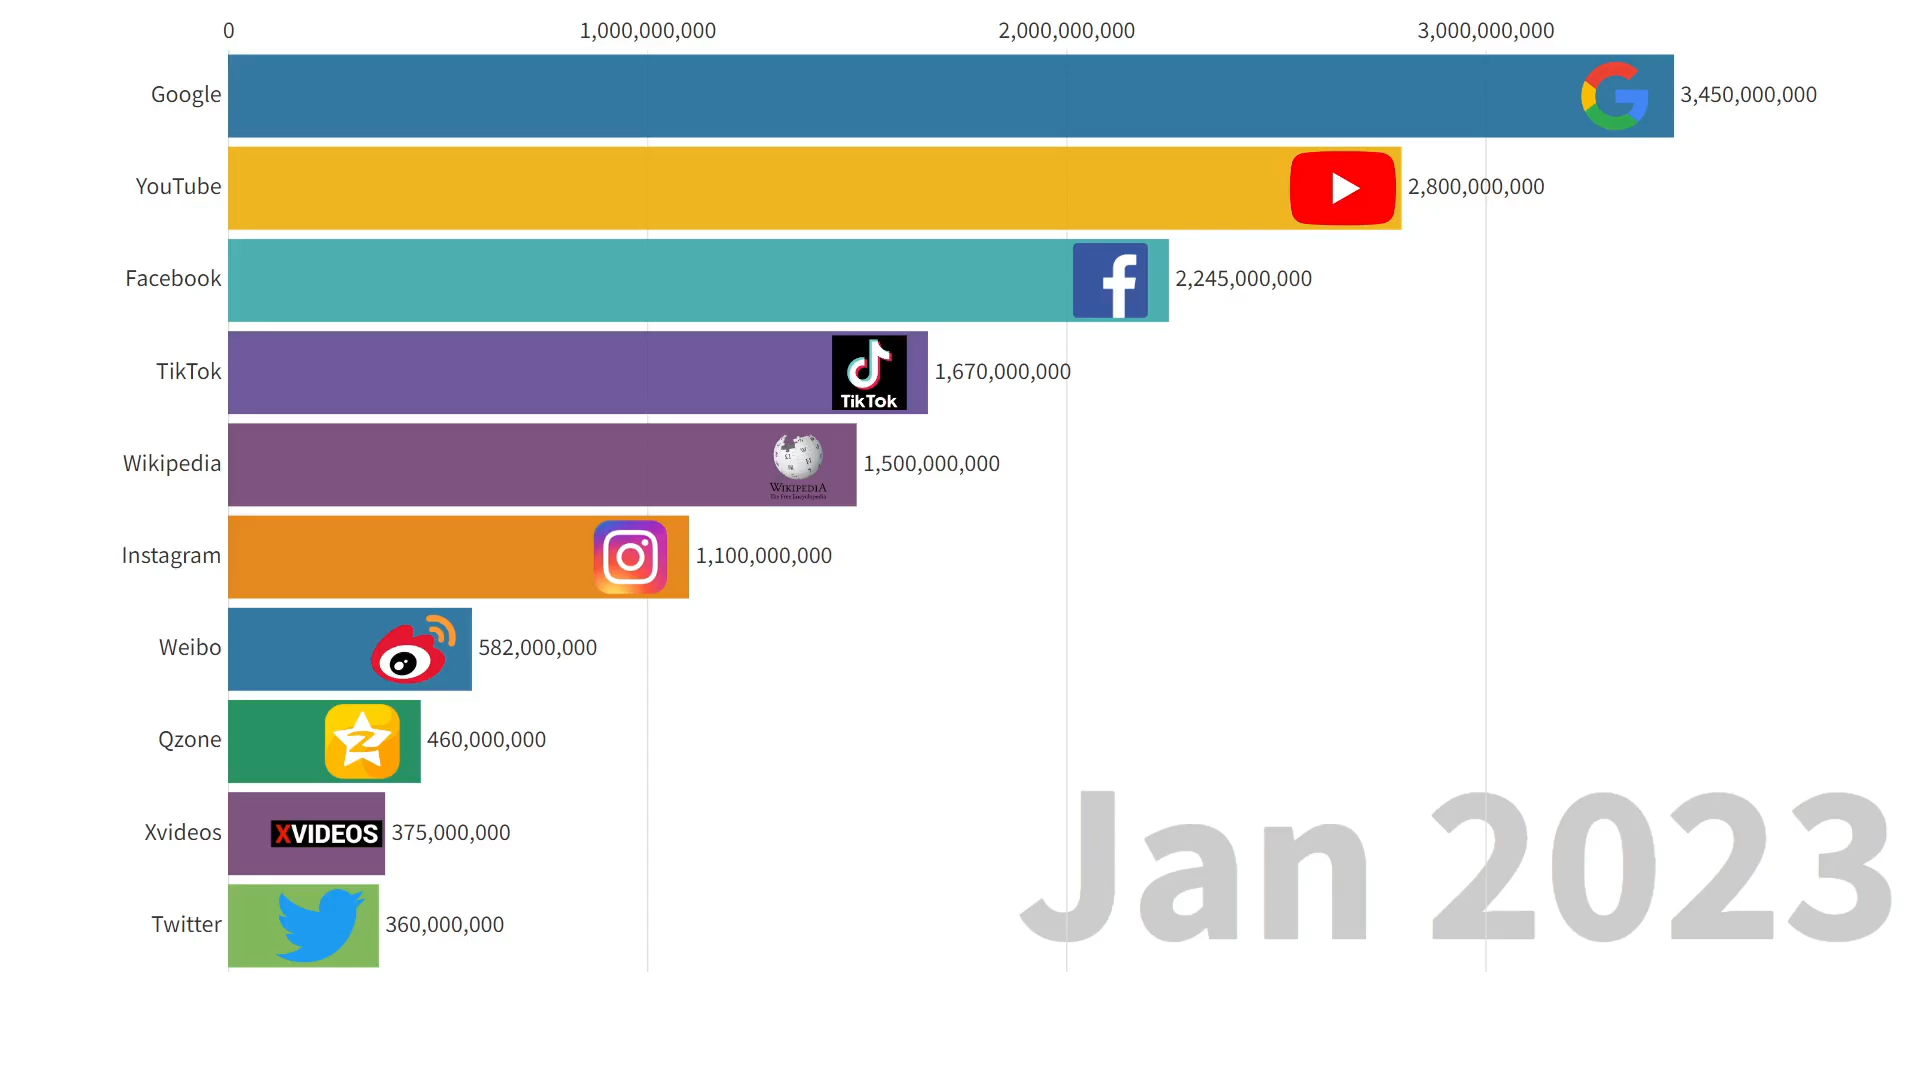 0 1,000,000,000 2,000,000,000 3,000,000,000
Google 3,450,000,000
YouTube 2,800,000,000
Facebook 2,245,000,000
TikTok TikTok 1,670,000,000
Wikipedia 1,500,000,000
WIKIPEDIA
The Free Encyclopedia
Instagram 1,100,000,000
Weibo 582,000,000
Qzone 460,000,000
Xvideos XVIDEOS 375,000,000
Twitter 360,000,000
Jan 2023